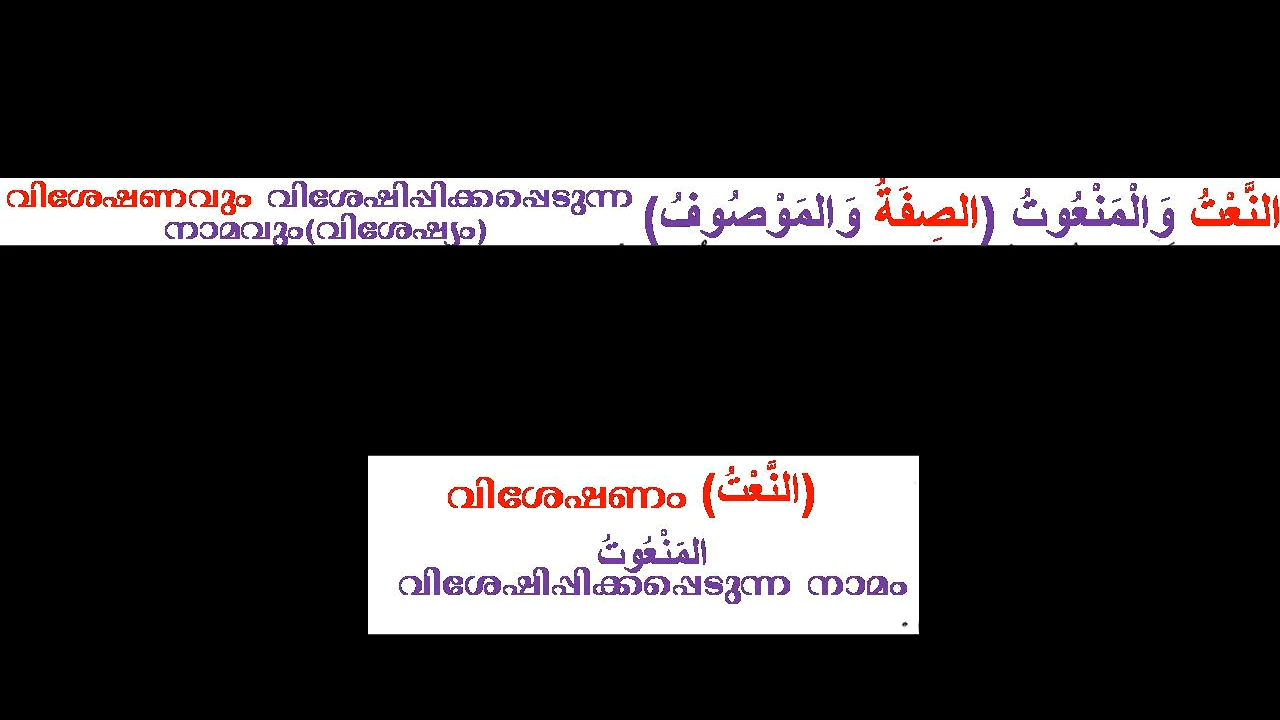 വിശേഷണവും വിശേഷിപ്പിക്കപ്പെടുന്ന
നാമവും(വിശേഷ്യം)
النَّعْتُ وَالْمَنْعُوتُ (الصِفَةُ وَالمَوْصُوفُ)
വിശേഷണം (النَّعْتُ)
المَنْعُوتُ
വിശേഷിപ്പിക്കപ്പെടുന്ന നാമം